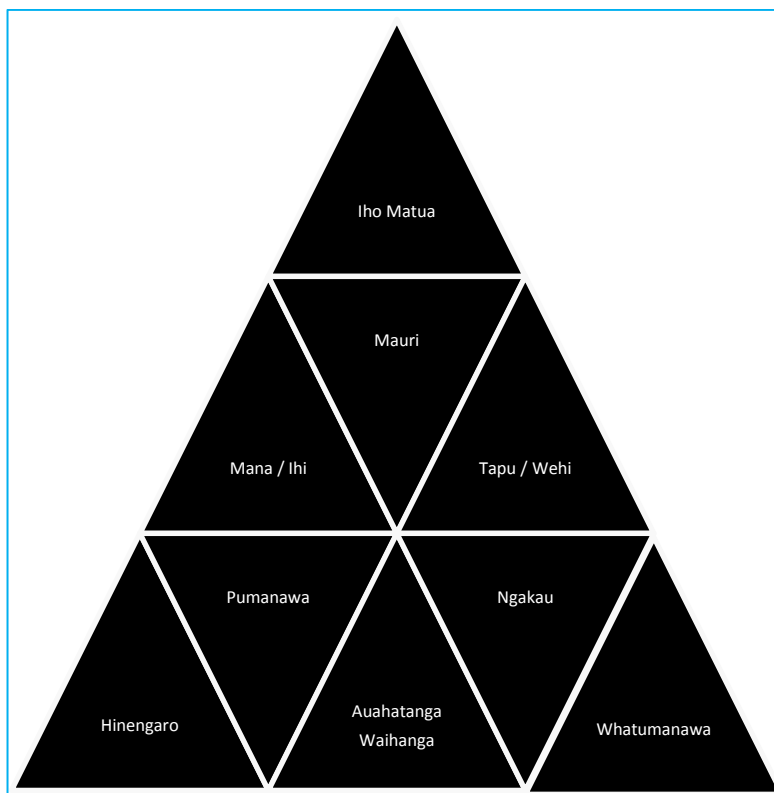 Iho Matua
Mauri
Mana / Ihi
Tapu / Wehi
Pumanawa
Ngakau
Hinengaro
Auahatanga
Waihanga
Whatumanawa